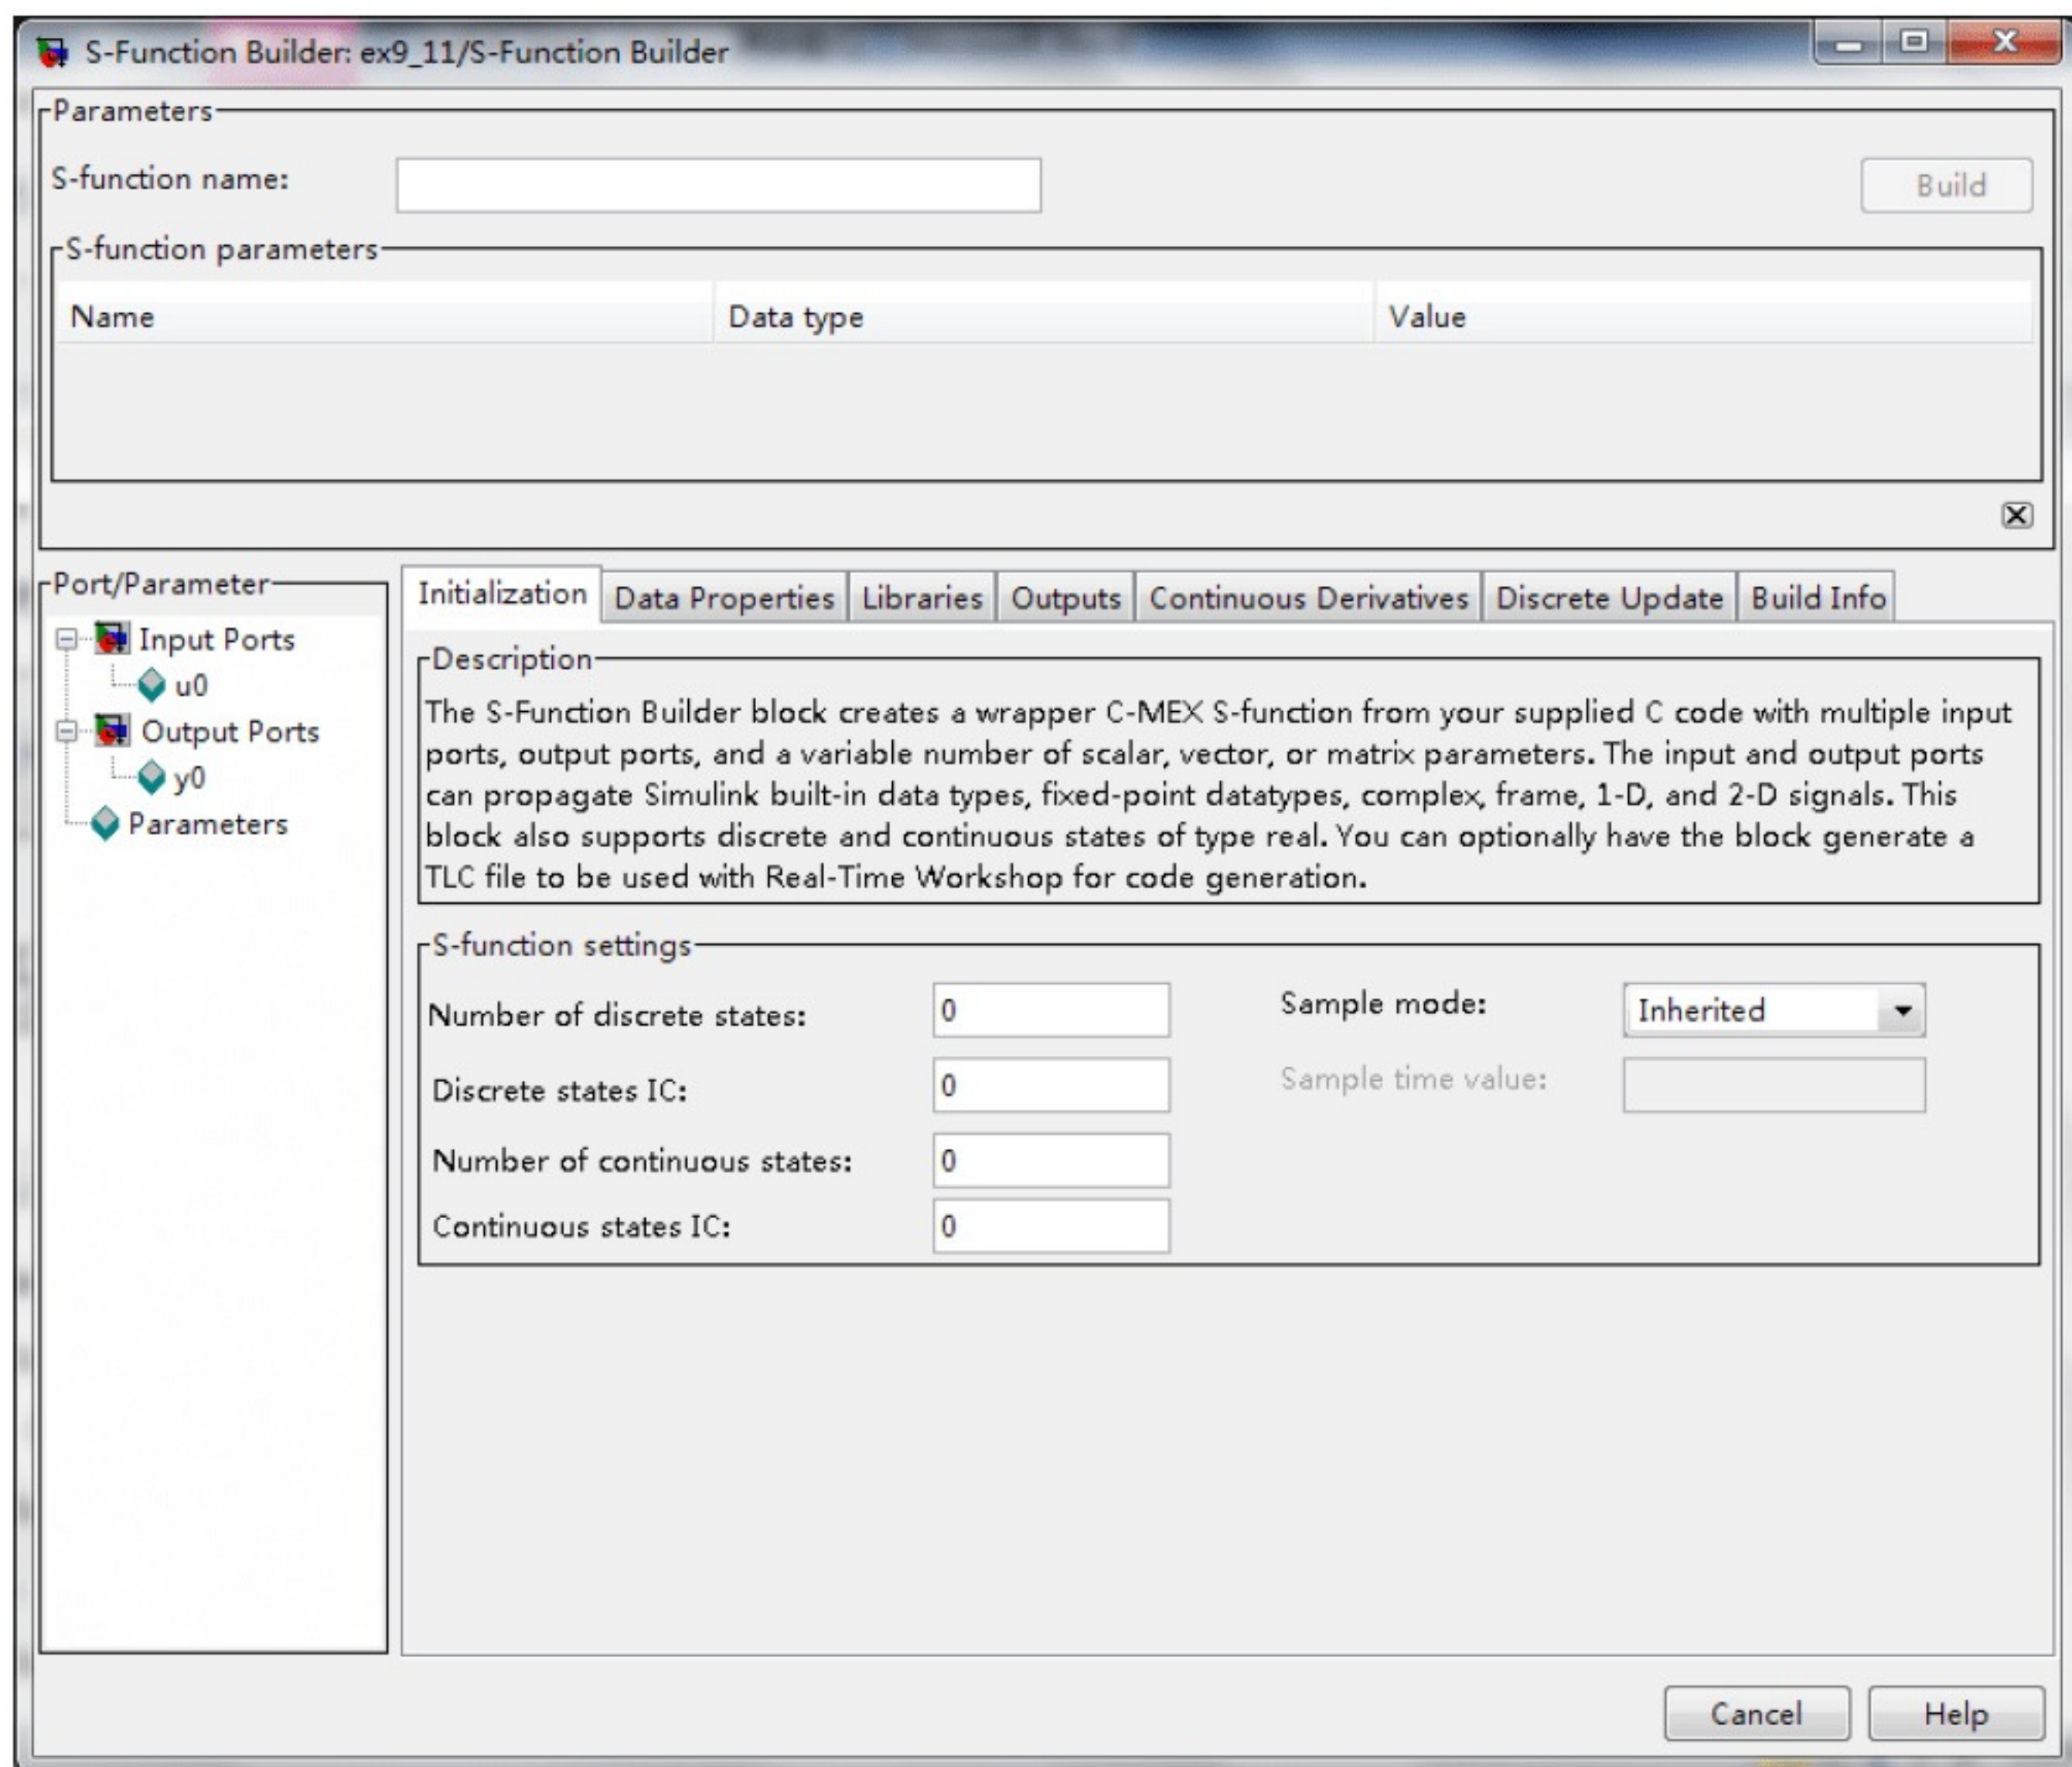 S-Function Builder: ex9_11/S-Function Builder
Parameters
S-function name:
Build
S-function parameters
Name Data type Value
Port/Parameter
Input Ports
u0
Output Ports
y0
Parameters
Initialization Data Properties Libraries Outputs Continuous Derivatives Discrete Update Build Info
Description
The S-Function Builder block creates a wrapper C-MEX S-function from your supplied C code with multiple input
ports, output ports, and a variable number of scalar, vector, or matrix parameters. The input and output ports
can propagate Simulink built-in data types, fixed-point datatypes, complex, frame, 1-D, and 2-D signals. This
block also supports discrete and continuous states of type real. You can optionally have the block generate a
TLC file to be used with Real-Time Workshop for code generation.
S-function settings
Number of discrete states: 0 Sample mode: Inherited
Discrete states IC: 0 Sample time value:
Number of continuous states: 0
Continuous states IC: 0
Cancel Help